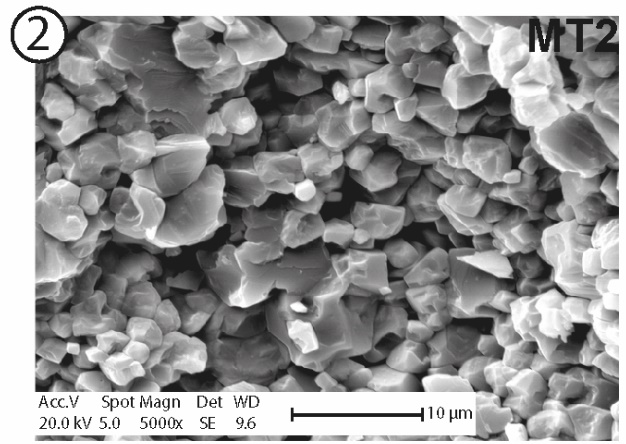 2
MT2
Acc.V Spot Magn Det WD
20.0 kV 5.0 5000x SE 9.6
10 µm